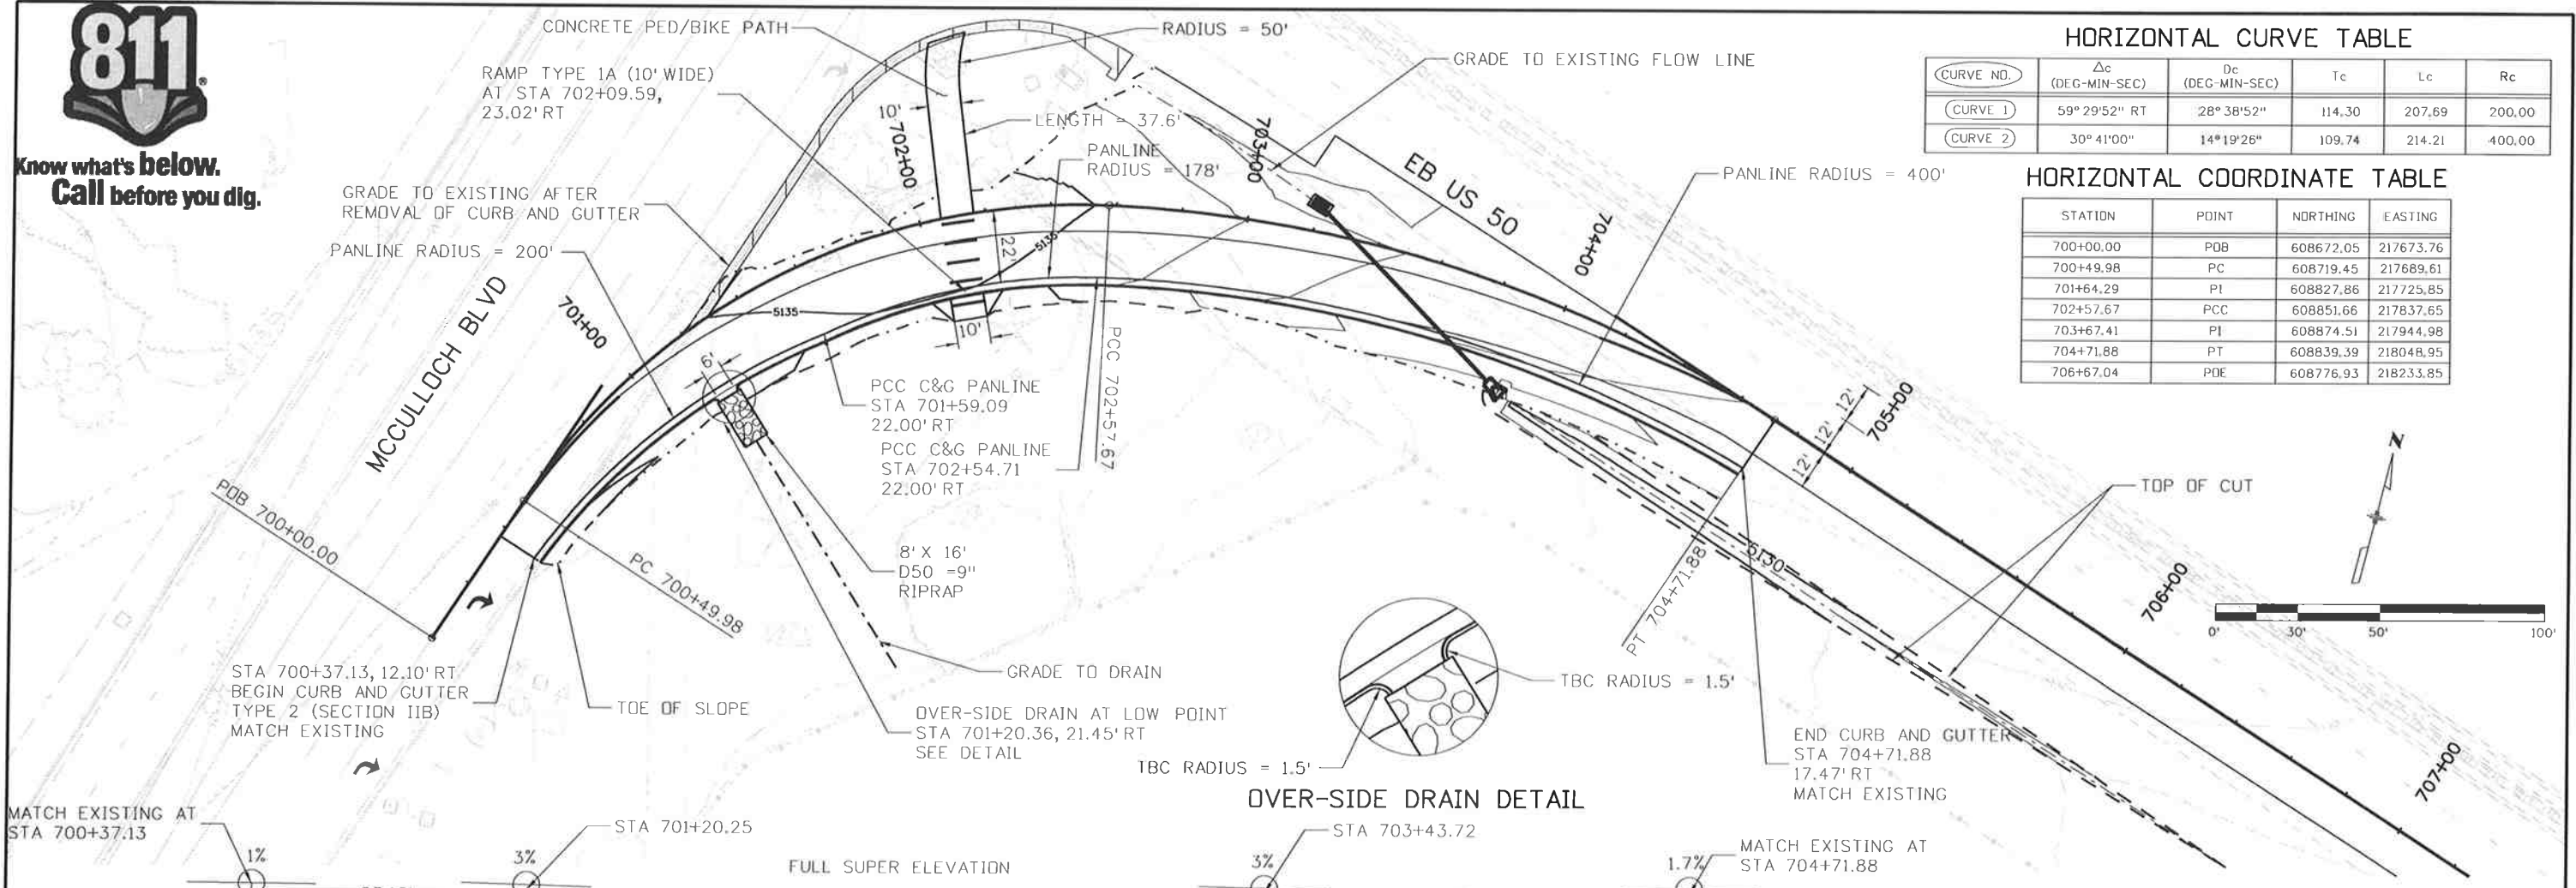 811®
Know what's below.
Call before you dig.
CONCRETE PED/BIKE PATH
RADIUS = 50'
RAMP TYPE 1A (10' WIDE)
AT STA 702+09.59,
23.02' RT
GRADE TO EXISTING FLOW LINE
10'
702+00
LENGTH = 37.6'
703+00
PANLINE
RADIUS = 178'
EB US 50
704+00
PANLINE RADIUS = 400'
GRADE TO EXISTING AFTER
REMOVAL OF CURB AND GUTTER
PANLINE RADIUS = 200'
MCCULLOCH BLVD
701+00
5135
22'
5135
10'
6'
PCC 702+57.67
PCC C&G PANLINE
STA 701+59.09
22.00' RT
PCC C&G PANLINE
STA 702+54.71
22.00' RT
12'
12'
12'
705+00
POB 700+00.00
PC 700+49.98
8' X 16'
D50 =9"
RIPRAP
PT 704+71.88
5130
TOP OF CUT
706+00
707+00
STA 700+37.13, 12.10' RT
BEGIN CURB AND GUTTER
TYPE 2 (SECTION IIB)
MATCH EXISTING
TOE OF SLOPE
GRADE TO DRAIN
OVER-SIDE DRAIN AT LOW POINT
STA 701+20.36, 21.45' RT
SEE DETAIL
TBC RADIUS = 1.5'
TBC RADIUS = 1.5'
OVER-SIDE DRAIN DETAIL
END CURB AND GUTTER
STA 704+71.88
17.47' RT
MATCH EXISTING
HORIZONTAL CURVE TABLE
CURVE NO. Δc (DEG-MIN-SEC) Dc (DEG-MIN-SEC) Tc Lc Rc
CURVE 1 59° 29'52" RT 28° 38'52" 114.30 207.69 200.00
CURVE 2 30° 41'00" 14° 19'26" 109.74 214.21 400.00
HORIZONTAL COORDINATE TABLE
STATION POINT NORTHING EASTING
700+00.00 POB 608672.05 217673.76
700+49.98 PC 608719.45 217689.61
701+64.29 PI 608827.86 217725.85
702+57.67 PCC 608851.66 217837.65
703+67.41 PI 608874.51 217944.98
704+71.88 PT 608839.39 218048.95
706+67.04 POE 608776.93 218233.85
N
0' 30' 50' 100'
MATCH EXISTING AT
STA 700+37.13
1%
3%
STA 701+20.25
FULL SUPER ELEVATION
3%
STA 703+43.72
1.7%
MATCH EXISTING AT
STA 704+71.88